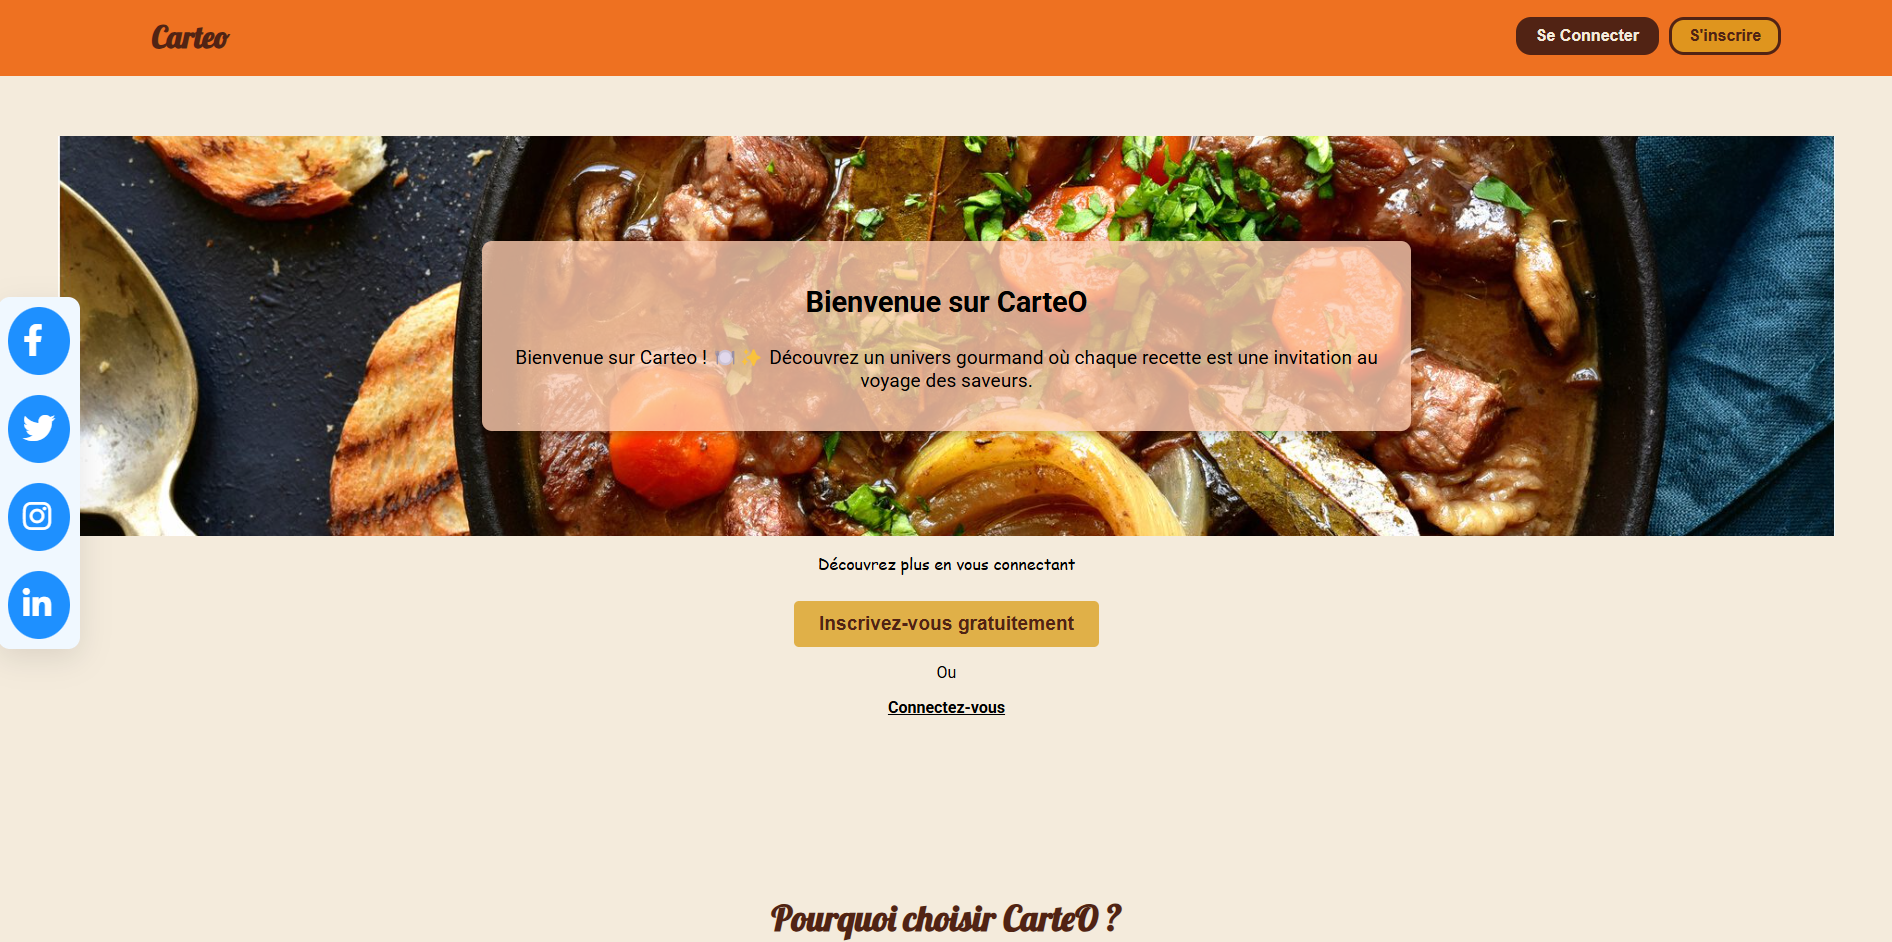 Carteo
Se Connecter
S'inscrire
Bienvenue sur CarteO
Bienvenue sur Carteo ! 🍽️ ✨ Découvrez un univers gourmand où chaque recette est une invitation au
voyage des saveurs.
Découvrez plus en vous connectant
Inscrivez-vous gratuitement
Ou
Connectez-vous
Pourquoi choisir CarteO ?